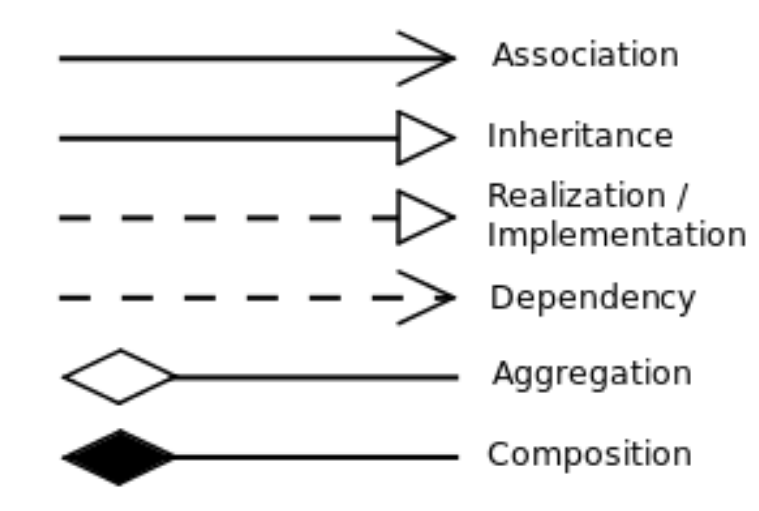 Association
Inheritance
Realization /
Implementation
Dependency
Aggregation
Composition